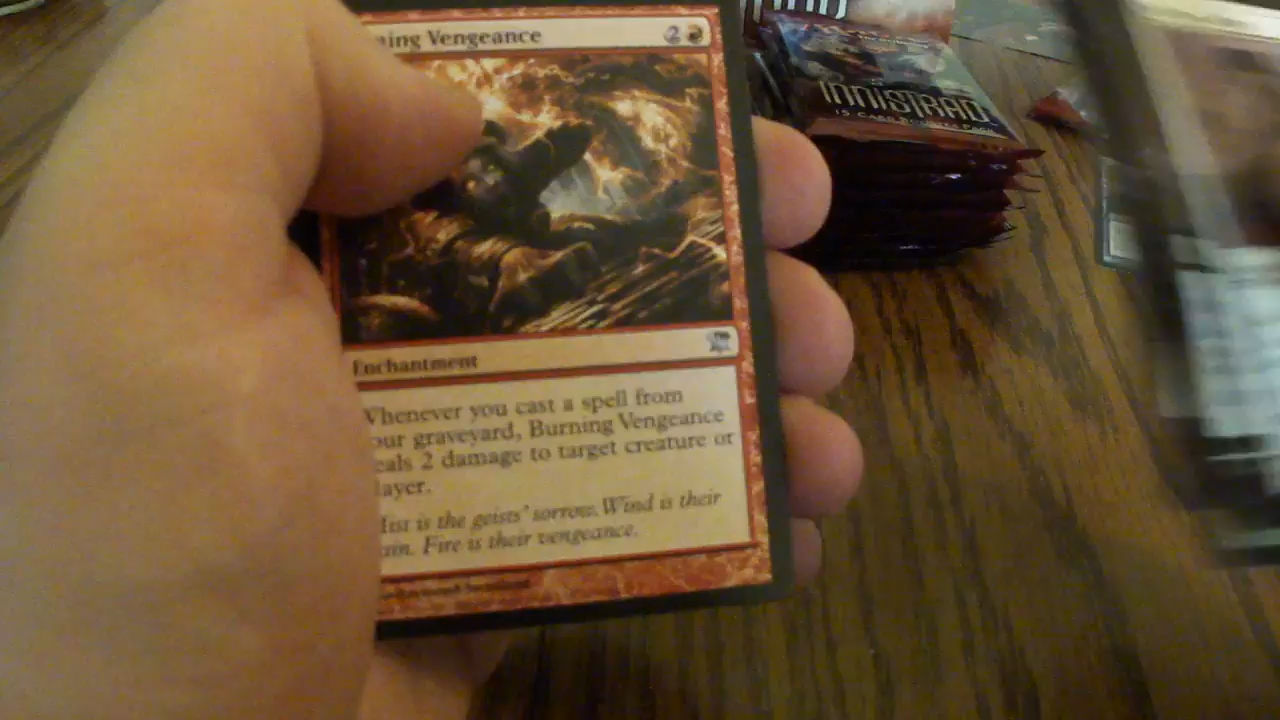 ning Vengeance 2
INNISTRAD
15 CARD BOOSTER PACK
Enchantment
Whenever you cast a spell from
our graveyard, Burning Vengeance
eals 2 damage to target creature or
layer.
Mist is the geists' sorrow. Wind is their
ain. Fire is their vengeance.